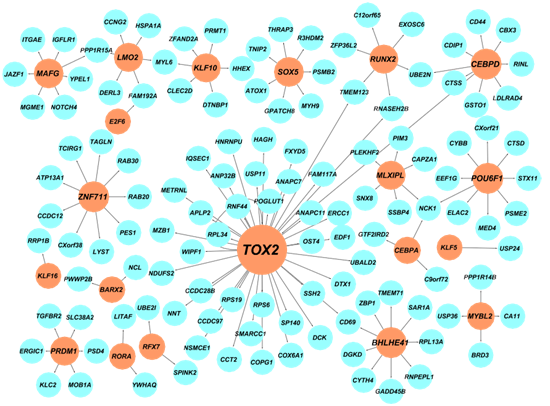 C12orf65
CCNG2
HSPA1A
PRMT1
THRAP3
EXOSC6
CD44
ITGAE
IGFLR1
ZFAND2A
R3HDM2
ZFPL36L2
CBX3
PPP1R15A
LMO2
TNIP2
RUNX2
CDIP1
CEBPD
MYL6
KLF10
HHEX
SOX5
PSMB2
UBE2N
RINL
JAZF1
MAFG
YPEL1
CTSS
CLEC2D
ATOX1
TMEM123
LDLRAD4
DERL3
FAM192A
DTNBP1
MYH9
GSTO1
MGME1
NOTCH4
GPATCH8
RNASEH2B
E2F6
CXorf21
TAGLN
HNRNPU
HAGH
PIM3
TCIRG1
FXYD5
CYBB
CTSD
IQSEC1
PLEKHF2
CAPZA1
RAB30
ANP32B
USP11
ANAPC7
FAM117A
MLXIPL
EEF1G
POU6F1
STX11
ATP13A1
ZNF711
RAB20
METRNL
RNF44
POGLUT1
SNX8
NCK1
APLP2
ANAPC11
ERCC1
SSBP4
ELAC2
PSME2
CCDC12
PES1
MZB1
RPL34
EDF1
GTF2IRD2
MED4
CXorf38
LYST
WIPF1
TOX2
OST4
CEBPA
KLF5
USP24
RRP1B
UBALD2
NCL
NDUFS2
C9orf72
KLF16
PWWP2B
BARX2
CCDC28B
RPS19
RPS6
SSH2
DTX1
TMEM71
PPP1R14B
ZBP1
SAR1A
TGFBR2
SLC38A2
LITAF
UBE2I
NNT
CCDC97
SP140
CD69
USP36
MYBL2
CA11
SMARCC1
DCK
BHLHE41
RPL13A
NSMCE1
ERGIC1
PRDM1
PSD4
RORA
RFX7
CCT2
COPG1
COX6A1
DGKD
BRD3
SPINK2
RNPEPL1
KLC2
MOB1A
YWHAQ
CYTH4
GADD45B